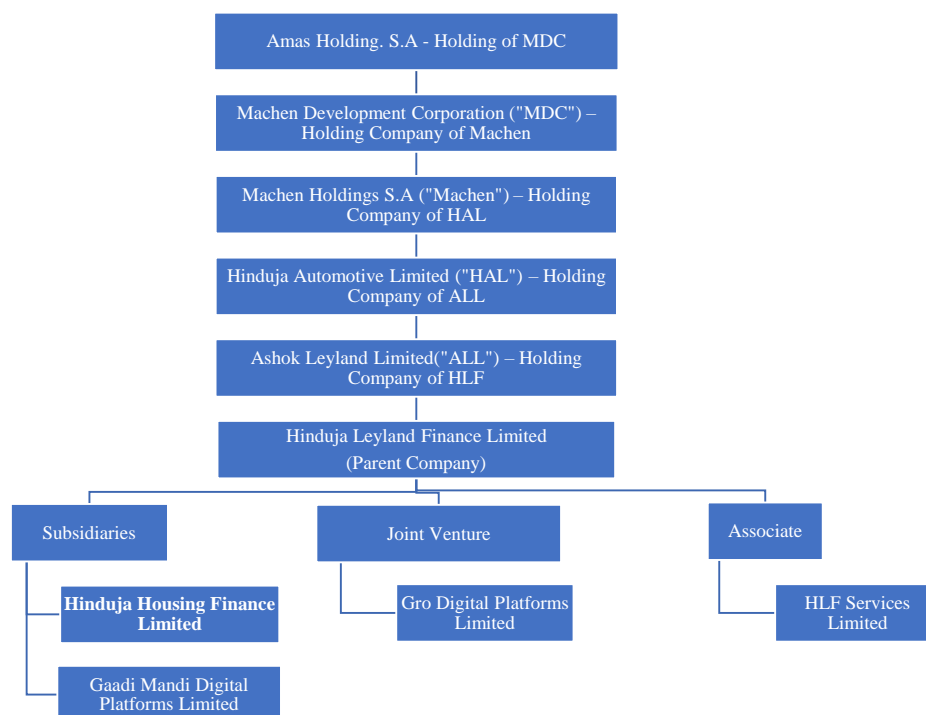 Amas Holding. S.A - Holding of MDC
Machen Development Corporation ("MDC") –
Holding Company of Machen
Machen Holdings S.A ("Machen") – Holding
Company of HAL
Hinduja Automotive Limited ("HAL") – Holding
Company of ALL
Ashok Leyland Limited("ALL") – Holding
Company of HLF
Hinduja Leyland Finance Limited
(Parent Company)
Subsidiaries
Hinduja Housing Finance
Limited
Gaadi Mandi Digital
Platforms Limited
Joint Venture
Gro Digital Platforms
Limited
Associate
HLF Services
Limited